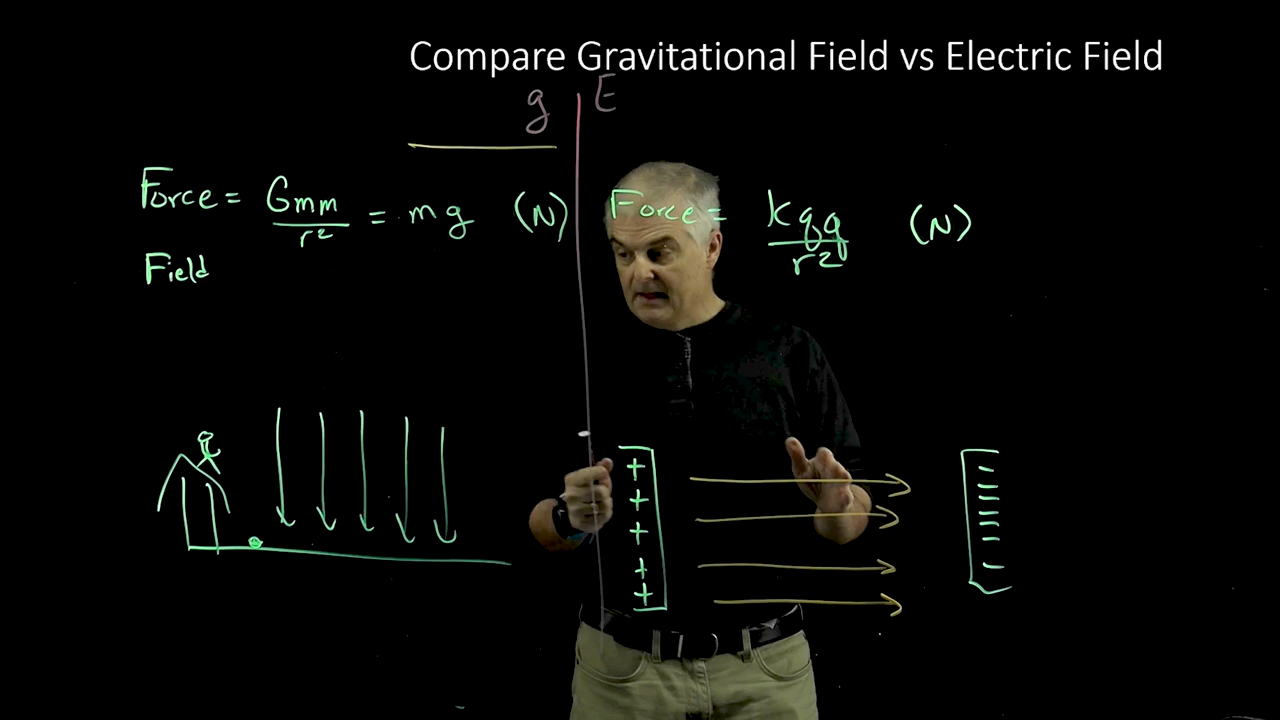 Compare Gravitational Field vs Electric Field
g E
Force = Gmm/r² = mg (N)
Field
Force = kqq/r² (N)
+ −
+ −
+ −
+ −
+ −
−